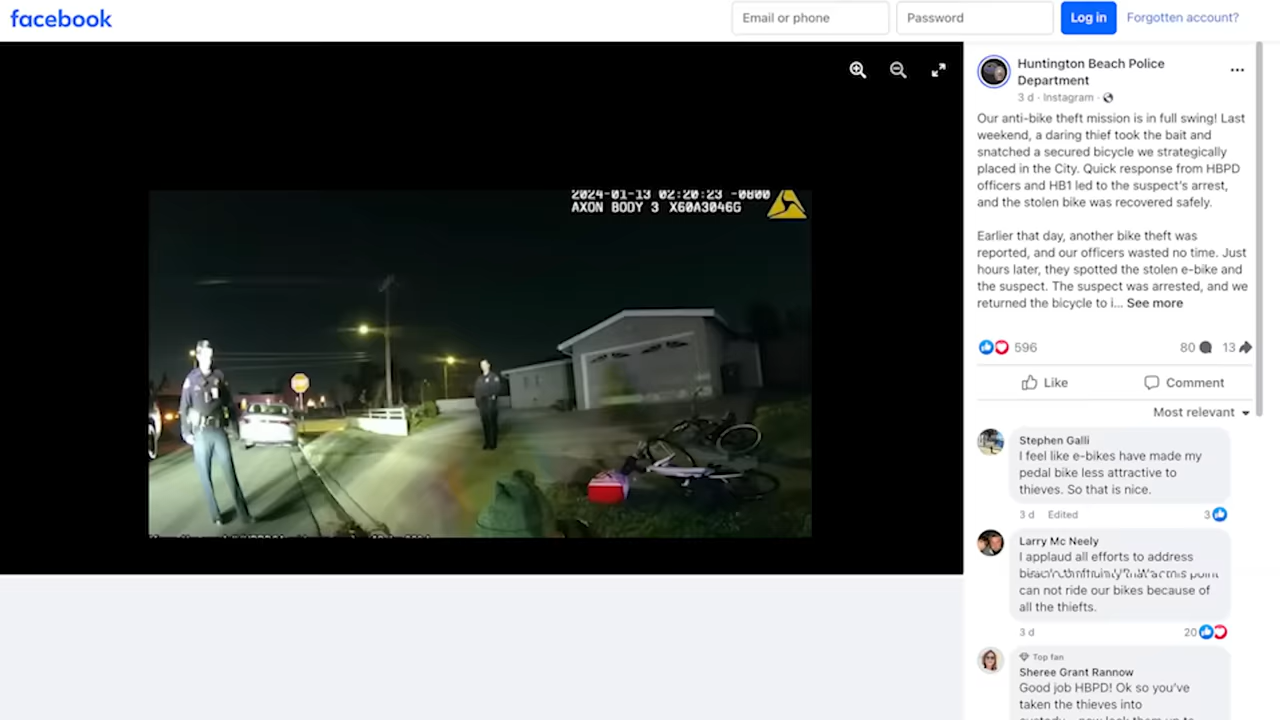 facebook
Email or phone
Password
Log in
Forgotten account?
2024-01-13 02:20:23 -0800
AXON BODY 3 X60A3046G
Huntington Beach Police
Department
3 d · Instagram ·
Our anti-bike theft mission is in full swing! Last
weekend, a daring thief took the bait and
snatched a secured bicycle we strategically
placed in the City. Quick response from HBPD
officers and HB1 led to the suspect's arrest,
and the stolen bike was recovered safely.
Earlier that day, another bike theft was
reported, and our officers wasted no time. Just
hours later, they spotted the stolen e-bike and
the suspect. The suspect was arrested, and we
returned the bicycle to i... See more
596
80
13
Like
Comment
Most relevant
Stephen Galli
I feel like e-bikes have made my
pedal bike less attractive to
thieves. So that is nice.
3 d Edited
3
Larry Mc Neely
I applaud all efforts to address
point
can not ride our bikes because of
all the thiefts.
3 d
20
Top fan
Sheree Grant Rannow
Good job HBPD! Ok so you've
taken the thieves into